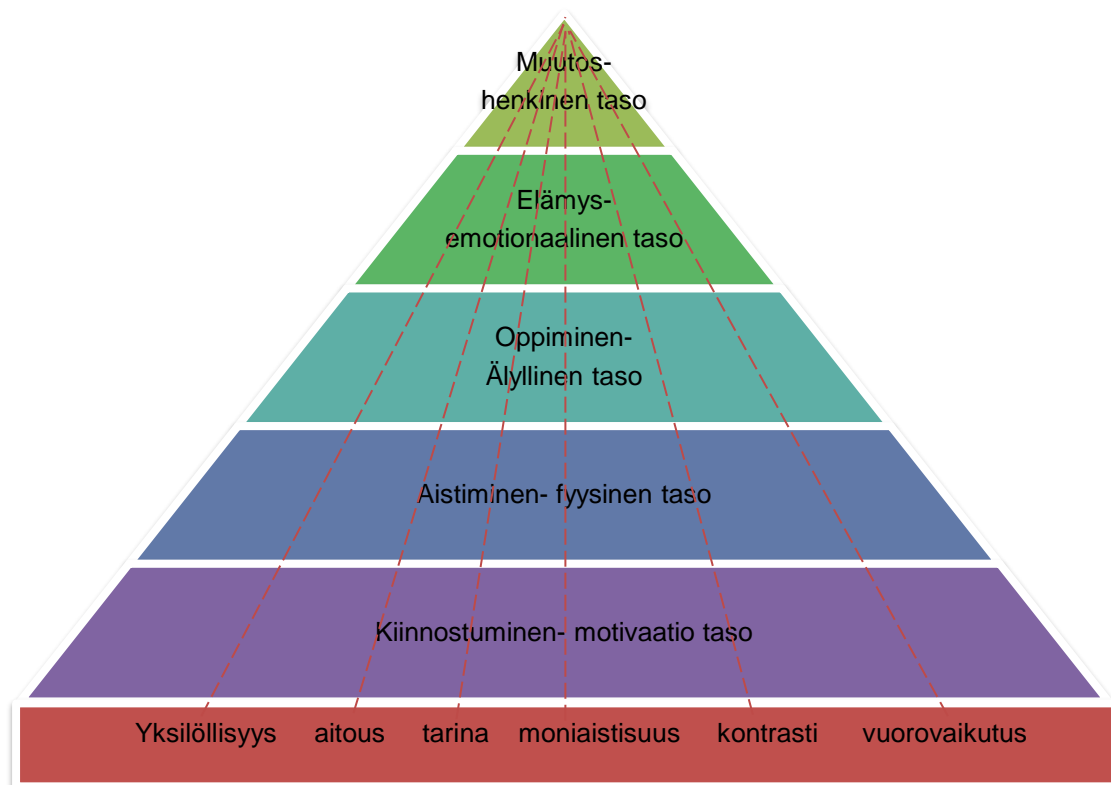 Muutos-
henkinen taso
Elämys-
emotionaalinen taso
Oppiminen-
Älyllinen taso
Aistiminen- fyysinen taso
Kiinnostuminen- motivaatio taso
Yksilöllisyys aitous tarina moniaistisuus kontrasti vuorovaikutus